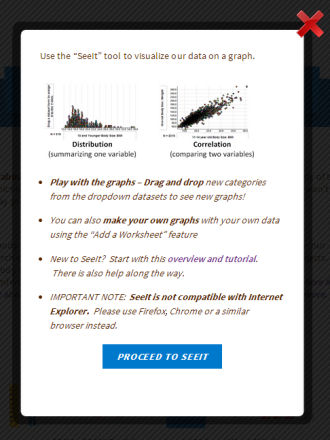 Use the “SeeIt” tool to visualize our data on a graph.
Distribution
(summarizing one variable)
Correlation
(comparing two variables)
Play with the graphs – Drag and drop new categories
from the dropdown datasets to see new graphs!
You can also make your own graphs with your own data
using the “Add a Worksheet” feature
New to SeeIt? Start with this overview and tutorial.
There is also help along the way.
IMPORTANT NOTE: SeeIt is not compatible with Internet
Explorer. Please use Firefox, Chrome or a similar
browser instead.
PROCEED TO SEEIT